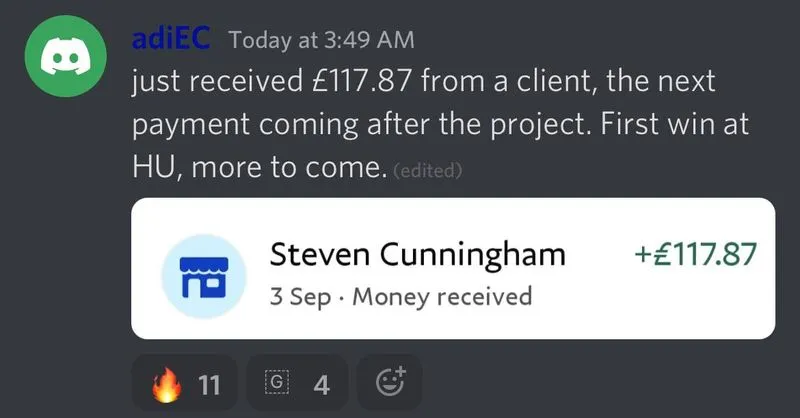 adiEC Today at 3:49 AM
just received £117.87 from a client, the next
payment coming after the project. First win at
HU, more to come. (edited)
Steven Cunningham +£117.87
3 Sep · Money received
🔥 11 G 4